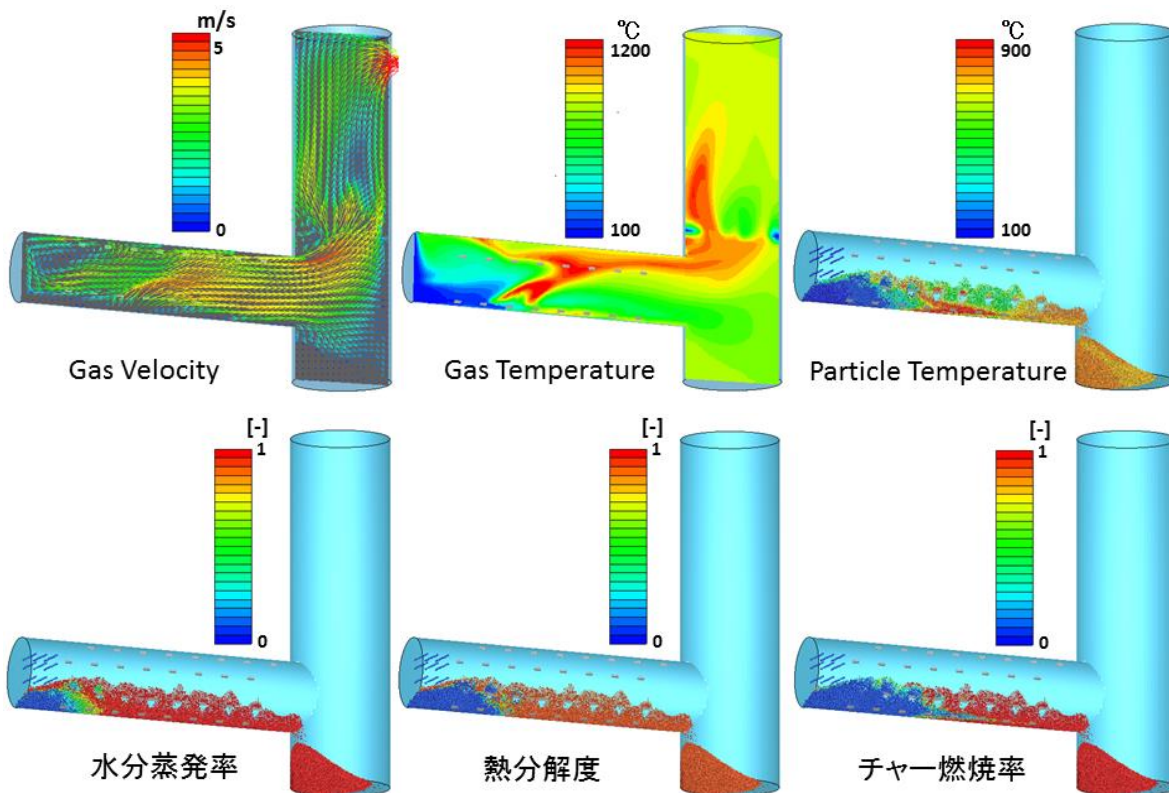 m/s
5
0
Gas Velocity
℃
1200
100
Gas Temperature
℃
900
100
Particle Temperature
[-]
1
0
水分蒸発率
[-]
1
0
熱分解度
[-]
1
0
チャー燃焼率